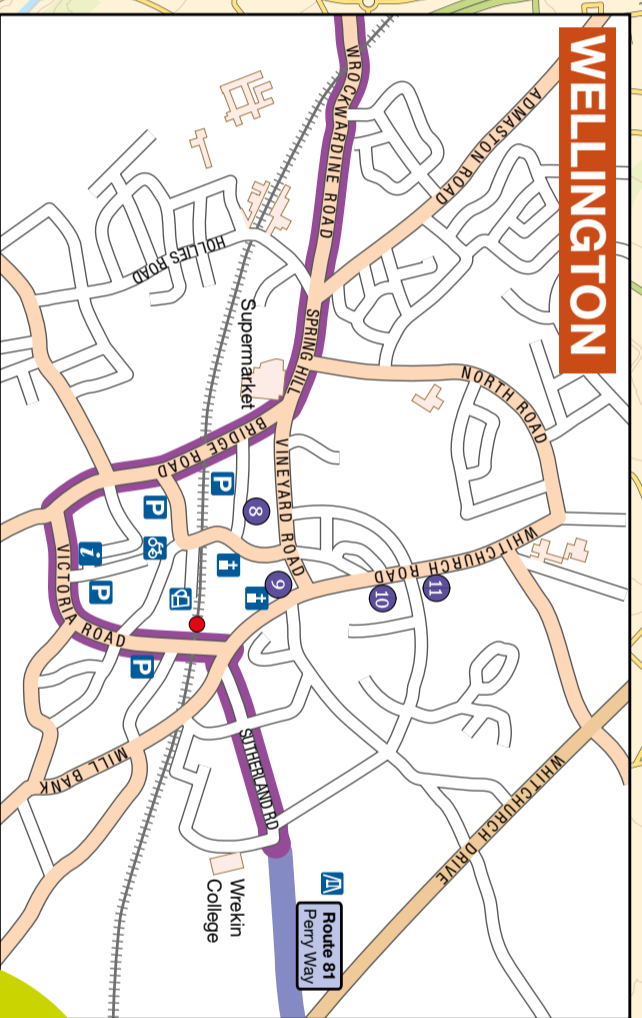 WELLINGTON
ADMASTON ROAD
WROCKWARDINE ROAD
HOLLIES ROAD
Supermarket
SPRING HILL
NORTH ROAD
BRIDGE ROAD
VINEYARD ROAD
WHITCHURCH ROAD
P
8
P
i
P
9
10
11
VICTORIA ROAD
P
MILL BANK
SUTHERLAND RD
WHITCHURCH DRIVE
Wrekin
College
Route 81
Perry Way